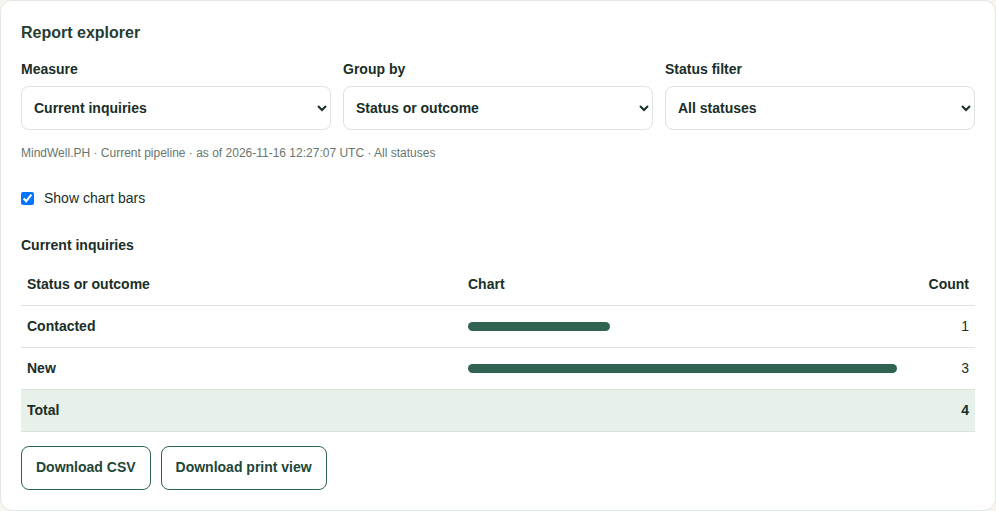 Report explorer
Measure Group by Status filter
Current inquiries Status or outcome All statuses
MindWell.PH · Current pipeline · as of 2026-11-16 12:27:07 UTC · All statuses
Show chart bars
Current inquiries
Status or outcome Chart Count
Contacted 1
New 3
Total 4
Download CSV Download print view